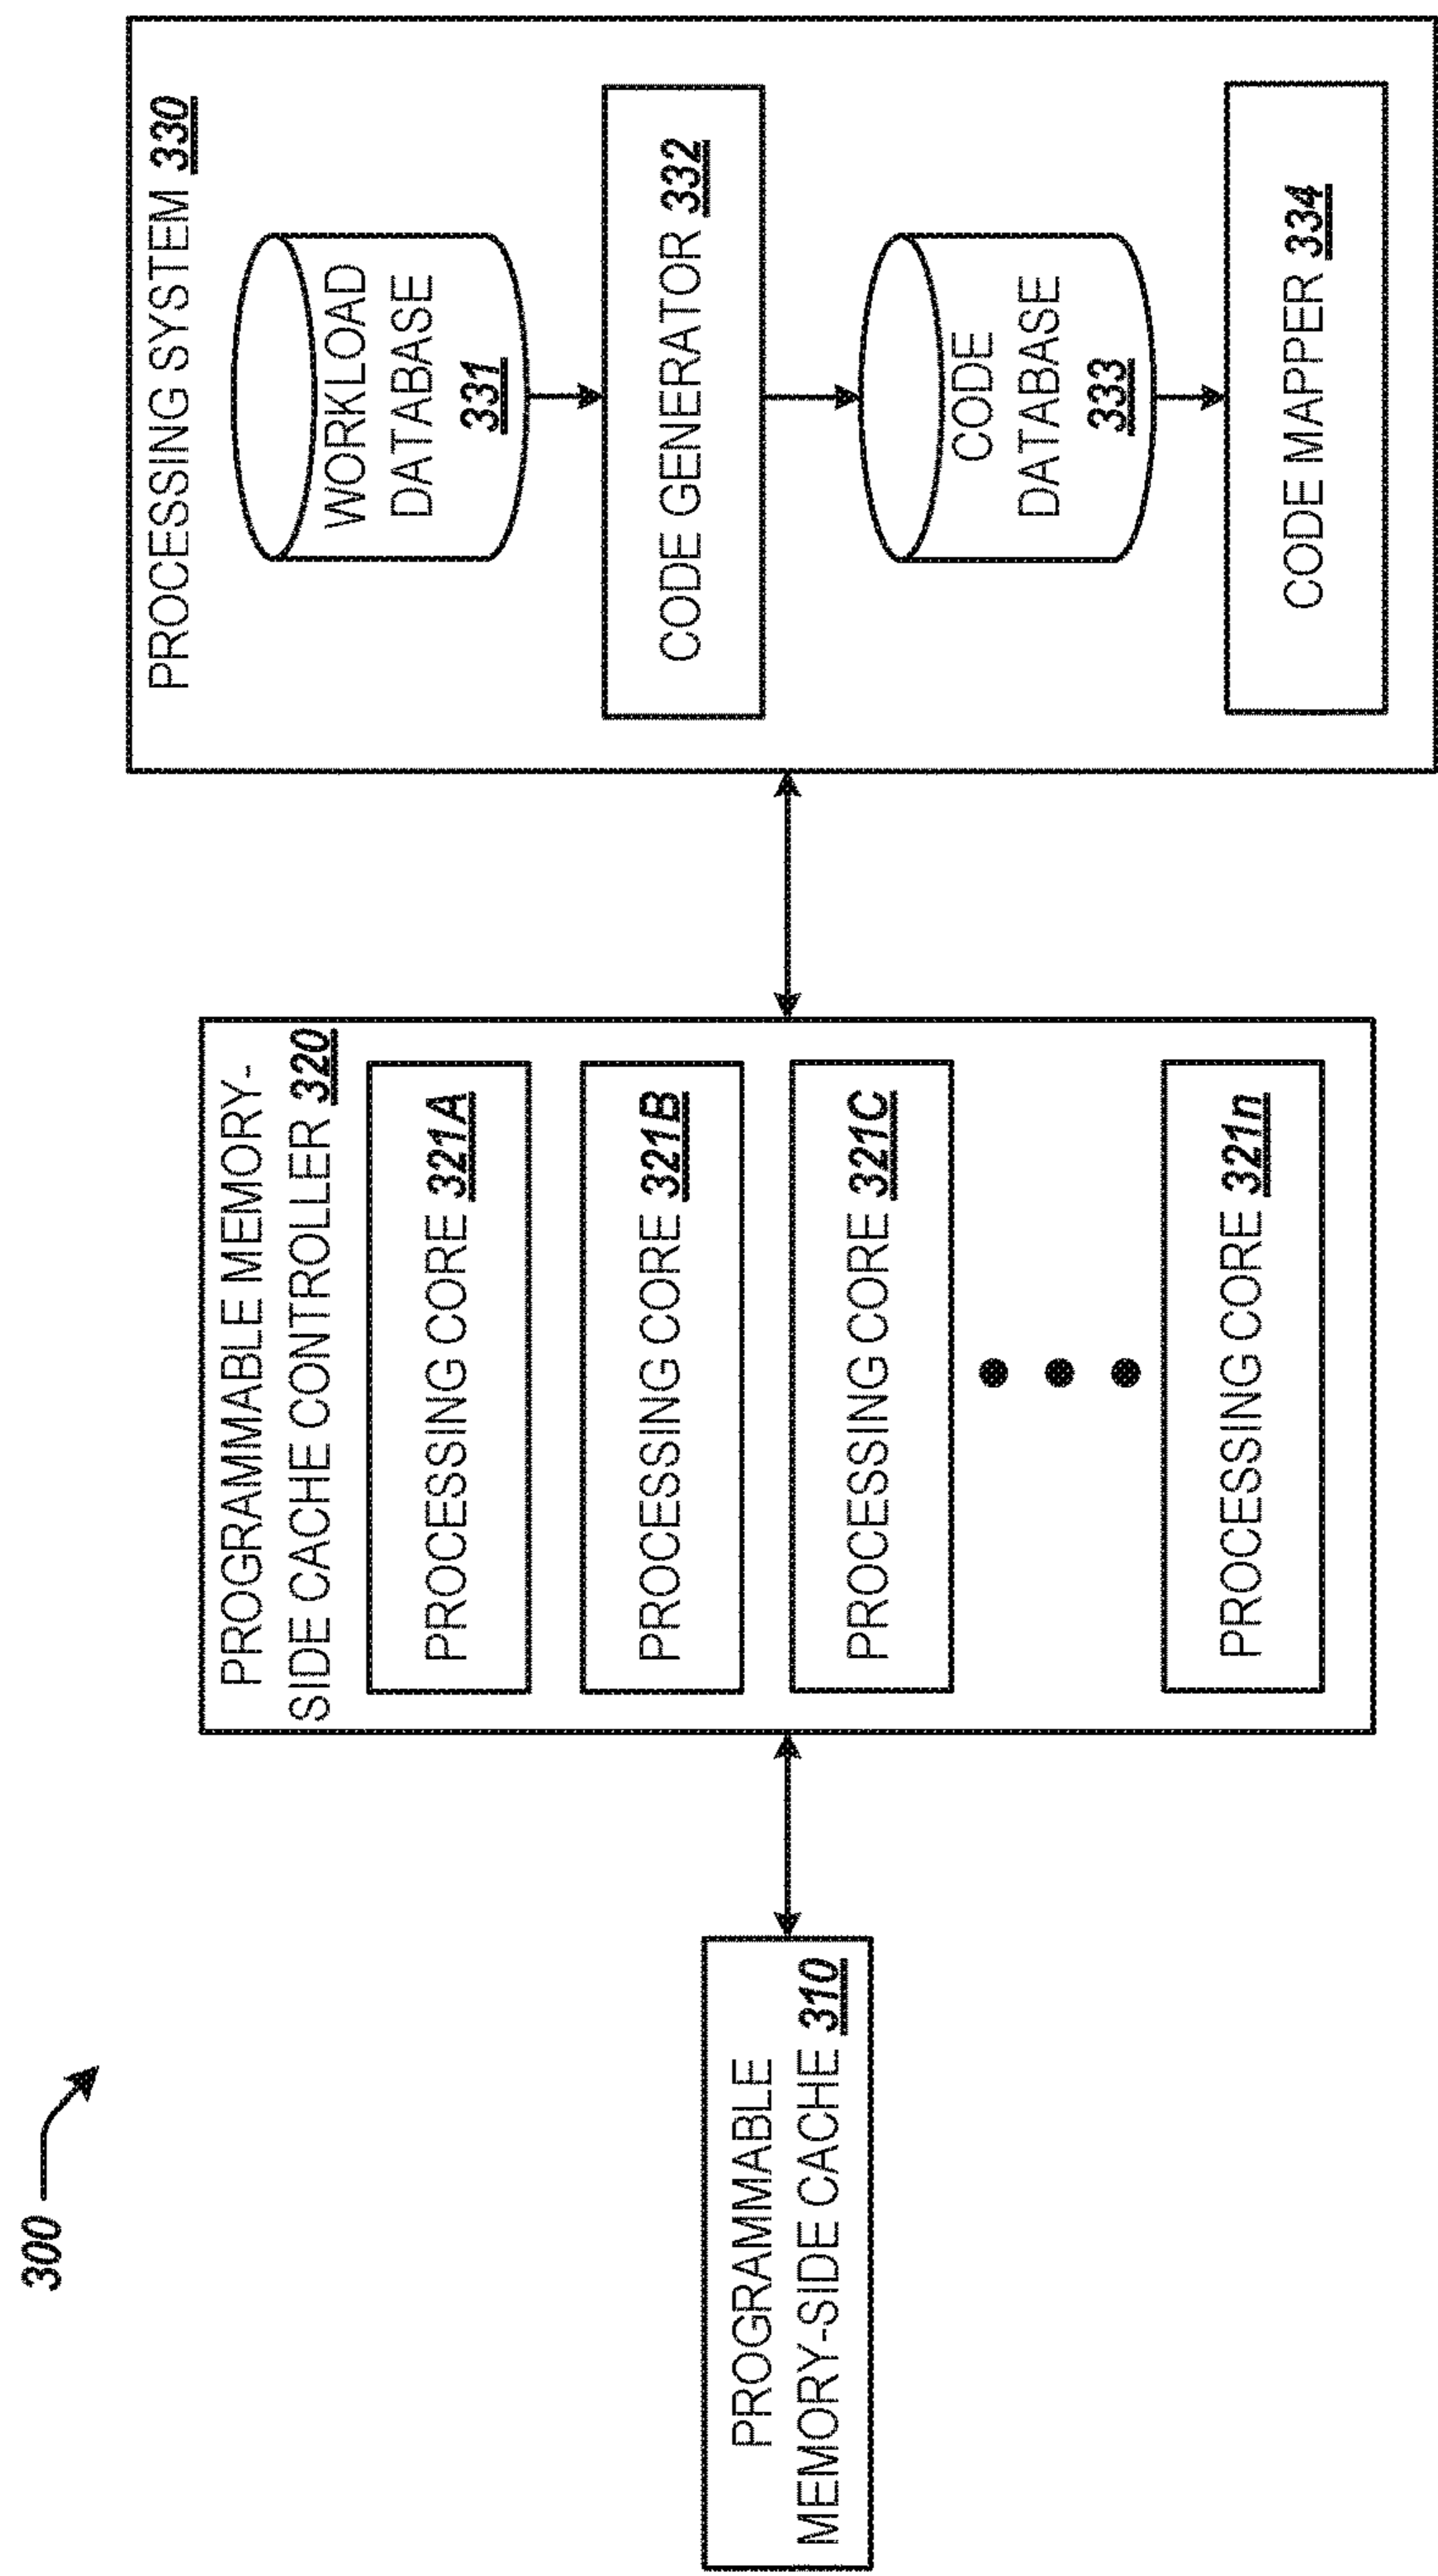 300
PROGRAMMABLE
MEMORY-SIDE CACHE 310
PROGRAMMABLE MEMORY-
SIDE CACHE CONTROLLER 320
PROCESSING CORE 321A
PROCESSING CORE 321B
PROCESSING CORE 321C
PROCESSING CORE 321n
PROCESSING SYSTEM 330
WORKLOAD
DATABASE
331
CODE GENERATOR 332
CODE
DATABASE
333
CODE MAPPER 334